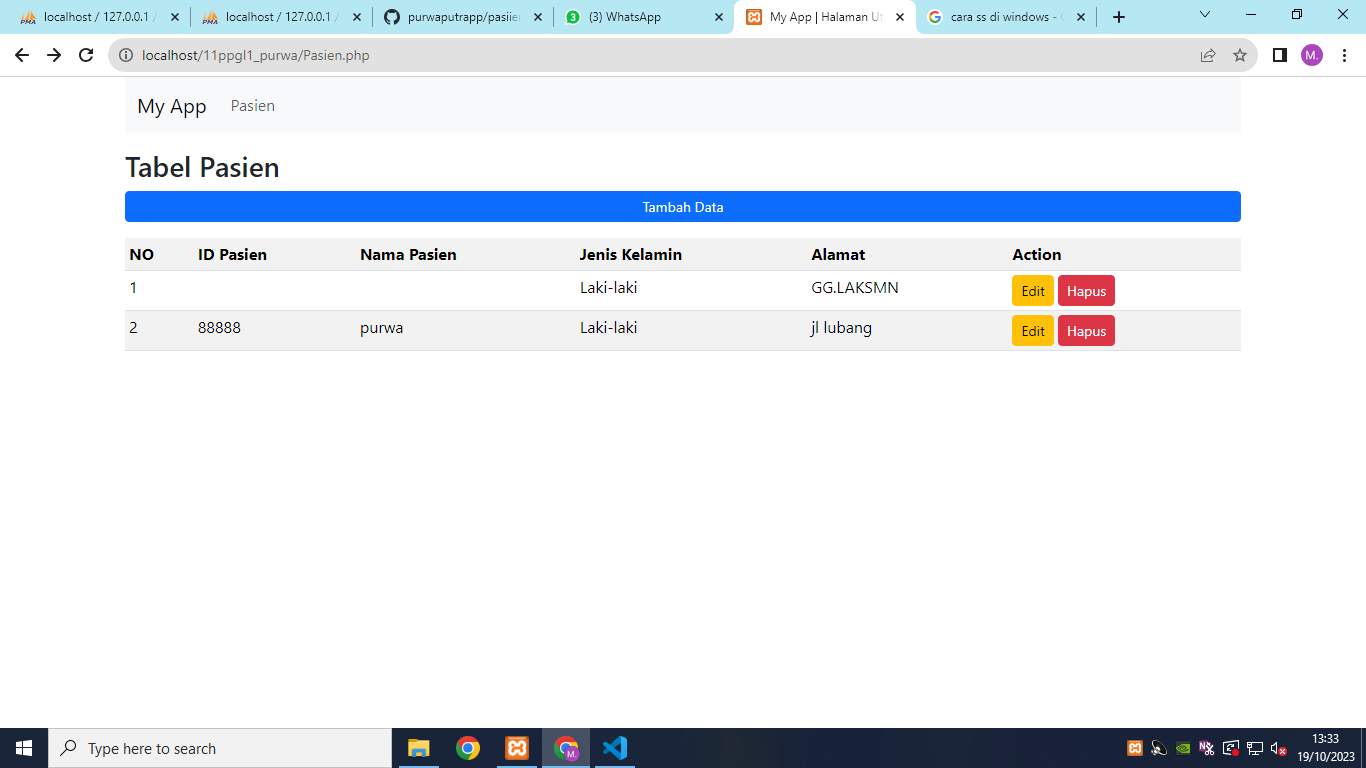 localhost / 127.0.0.1 /
localhost / 127.0.0.1 /
purwaputrapp/pasiien
(3) WhatsApp
My App | Halaman Ut
cara ss di windows -
localhost/11ppgl1_purwa/Pasien.php
M.
My App Pasien
Tabel Pasien
Tambah Data
NO ID Pasien Nama Pasien Jenis Kelamin Alamat Action
1 Laki-laki GG.LAKSMN Edit Hapus
2 88888 purwa Laki-laki jl lubang Edit Hapus
Type here to search
13:33
19/10/2023